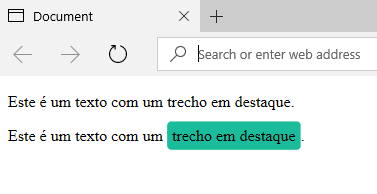 Document
Search or enter web address
Este é um texto com um trecho em destaque.
Este é um texto com um trecho em destaque.